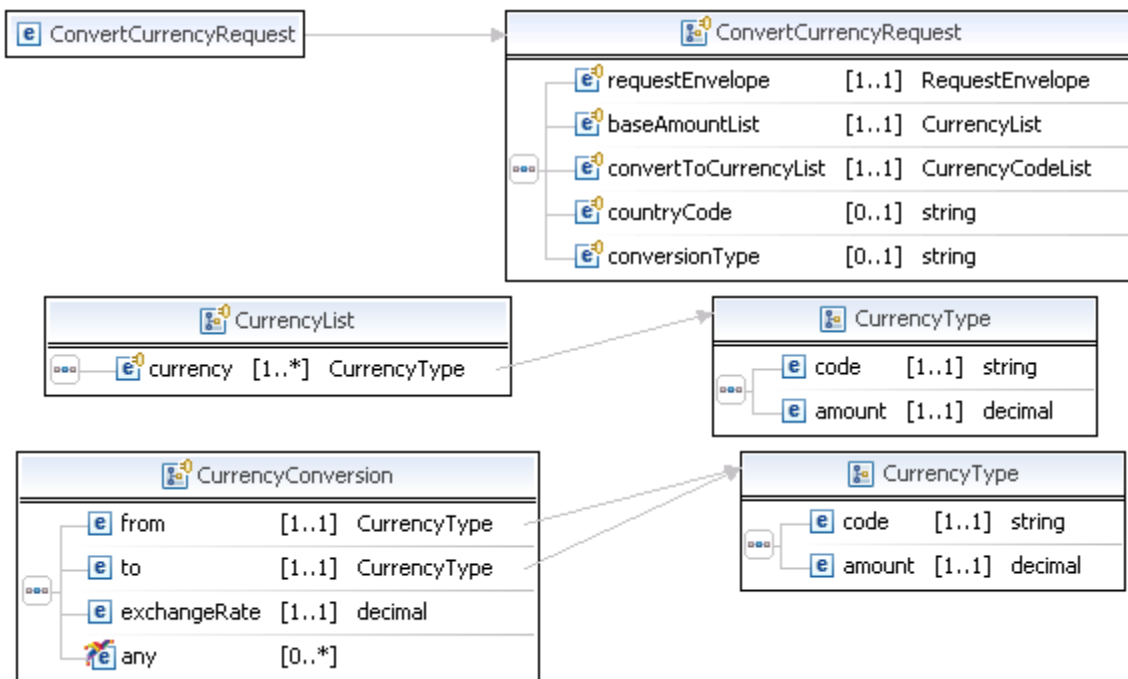 ConvertCurrencyRequest
ConvertCurrencyRequest
requestEnvelope [1..1] RequestEnvelope
baseAmountList [1..1] CurrencyList
convertToCurrencyList [1..1] CurrencyCodeList
countryCode [0..1] string
conversionType [0..1] string
CurrencyList
currency [1..*] CurrencyType
CurrencyType
code [1..1] string
amount [1..1] decimal
CurrencyConversion
from [1..1] CurrencyType
to [1..1] CurrencyType
exchangeRate [1..1] decimal
any [0..*]
CurrencyType
code [1..1] string
amount [1..1] decimal